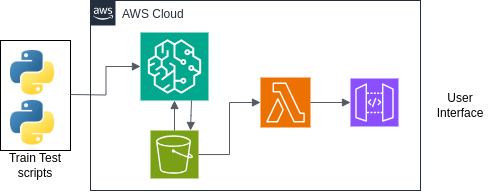 aws
AWS Cloud
Train Test
scripts
User
Interface